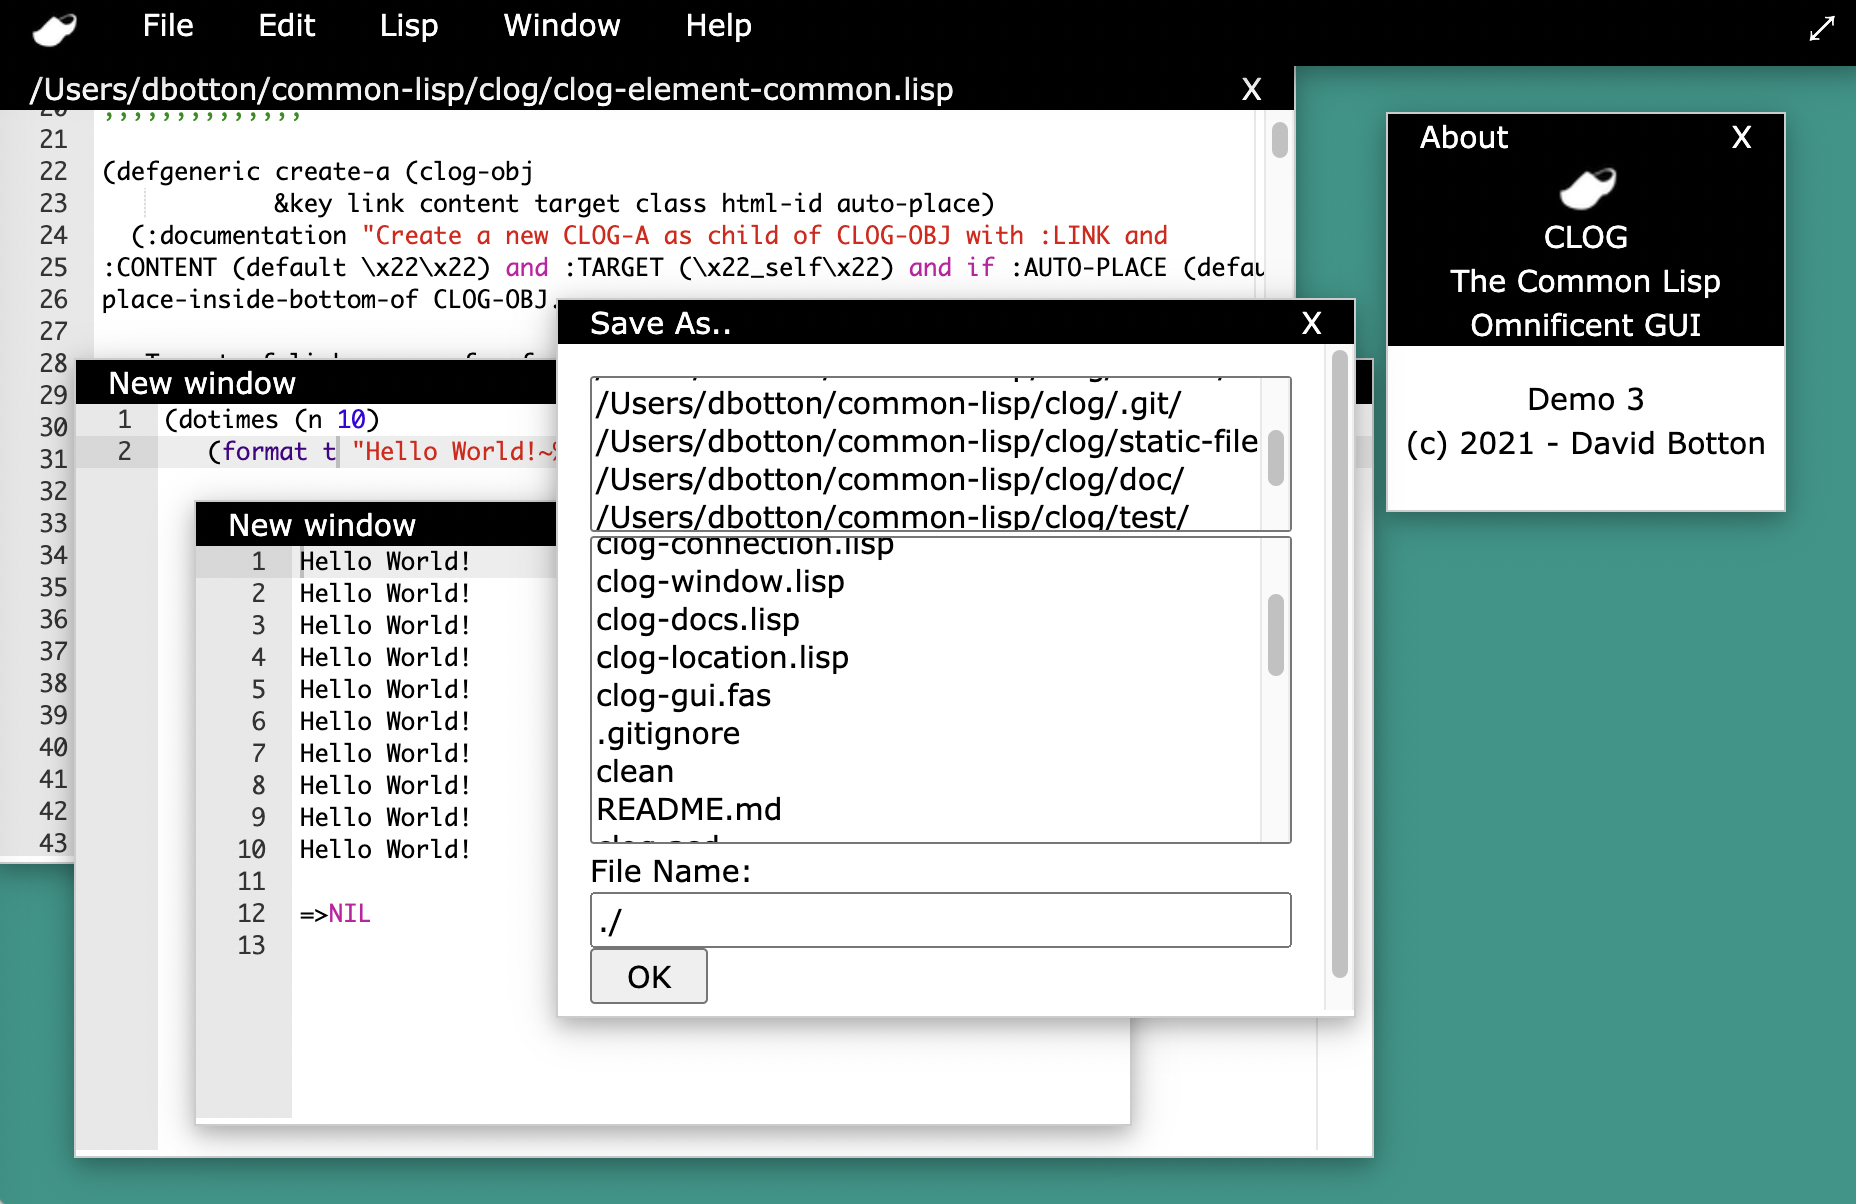 File Edit Lisp Window Help
/Users/dbotton/common-lisp/clog/clog-element-common.lisp X
20 ;;;;;;;;;;;;;;
21
22 (defgeneric create-a (clog-obj
23 &key link content target class html-id auto-place)
24 (:documentation "Create a new CLOG-A as child of CLOG-OBJ with :LINK and
25 :CONTENT (default \x22\x22) and :TARGET (\x22_self\x22) and if :AUTO-PLACE (defau
26 place-inside-bottom-of CLOG-OBJ.
27
28
29
30
31
32
33
34
35
36
37
38
39
40
41
42
43
New window
1 (dotimes (n 10)
2 (format t "Hello World!~%
New window
1 Hello World!
2 Hello World!
3 Hello World!
4 Hello World!
5 Hello World!
6 Hello World!
7 Hello World!
8 Hello World!
9 Hello World!
10 Hello World!
11
12 =>NIL
13
Save As.. X
/Users/dbotton/common-lisp/clog/.git/
/Users/dbotton/common-lisp/clog/static-file
/Users/dbotton/common-lisp/clog/doc/
/Users/dbotton/common-lisp/clog/test/
clog-connection.lisp
clog-window.lisp
clog-docs.lisp
clog-location.lisp
clog-gui.fas
.gitignore
clean
README.md
File Name:
./
OK
About X
CLOG
The Common Lisp
Omnificent GUI
Demo 3
(c) 2021 - David Botton